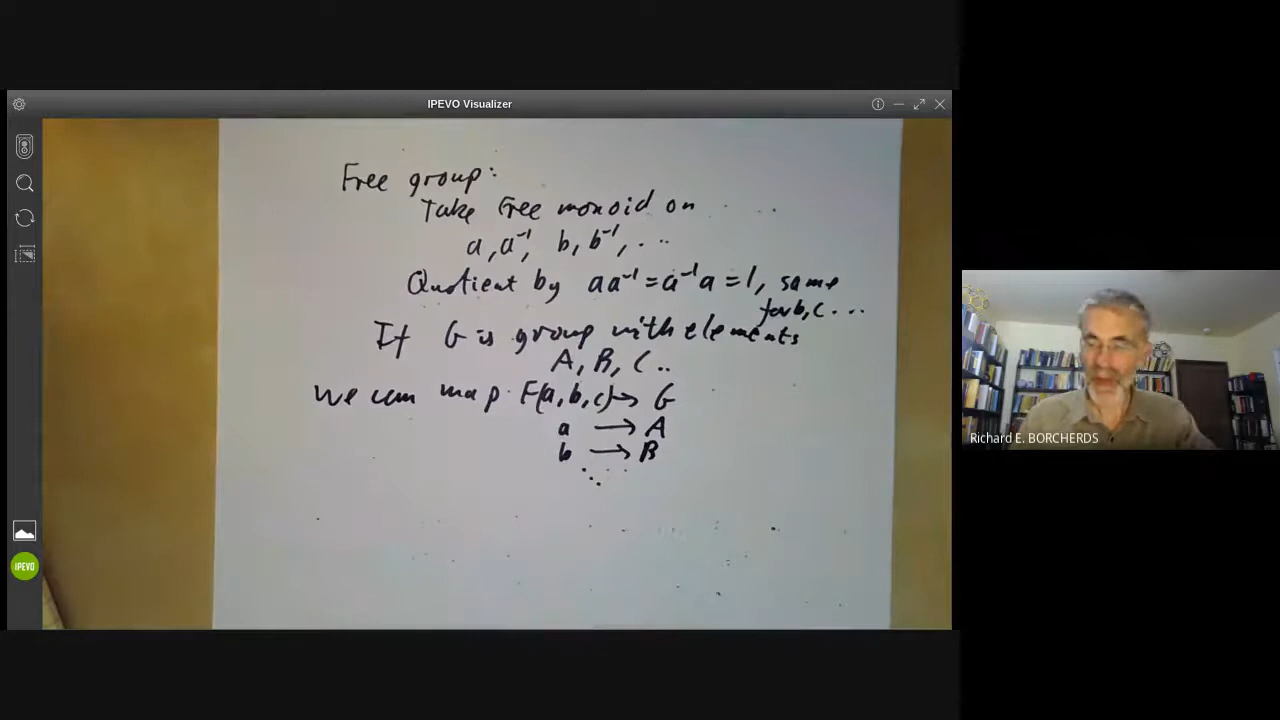 IPEVO Visualizer
Free group:
Take Free monoid on
a, a⁻¹, b, b⁻¹, ...
Quotient by aa⁻¹ = a⁻¹a = 1, same
for b, c ...
If G is group with elements
A, B, C ..
We can map F(a, b, c) → G
a → A
b → B
⋱
IPEVO
Richard E. BORCHERDS